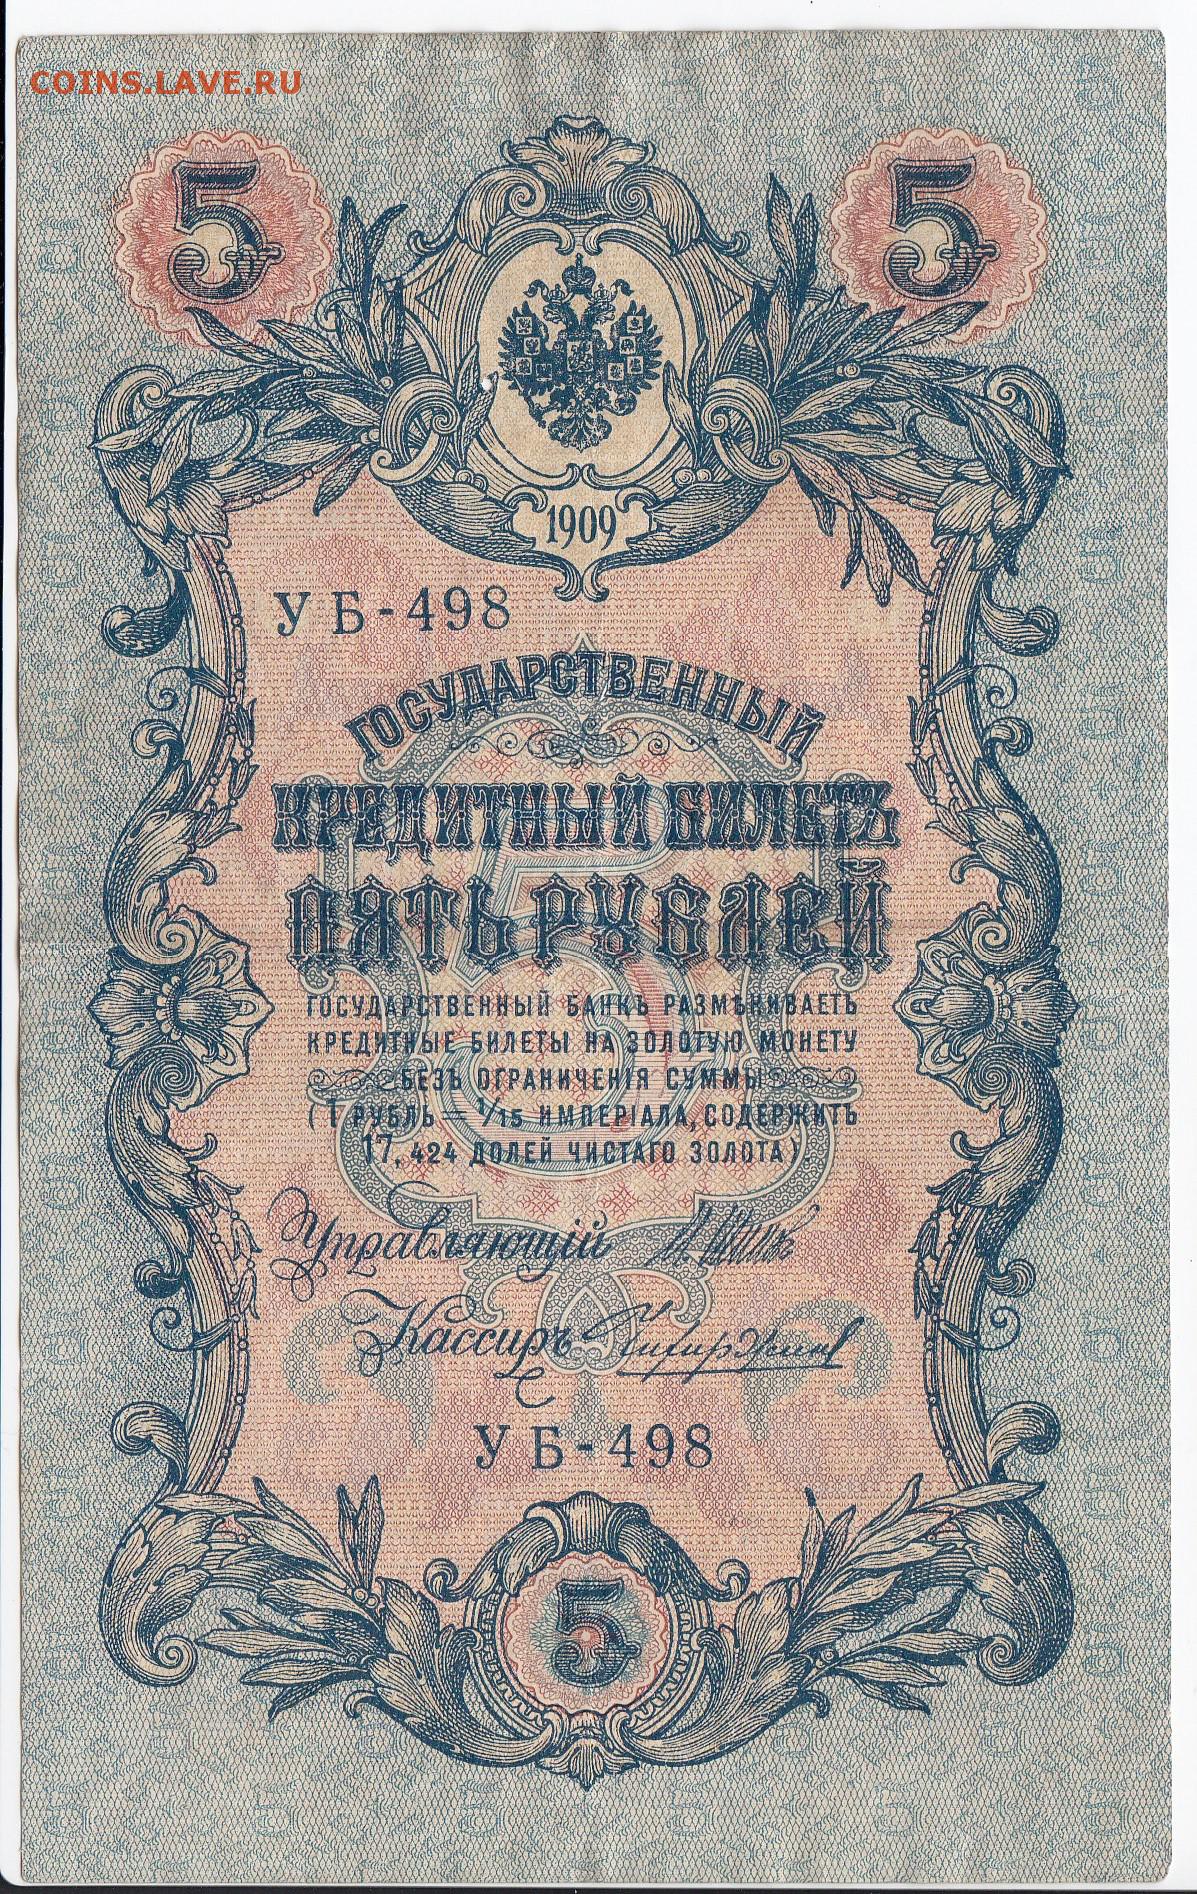 COINS.LAVE.RU
5 5
1909
УБ-498
ГОСУДАРСТВЕННЫЙ
КРЕДИТНЫЙ БИЛЕТЪ
ПЯТЬ РУБЛЕЙ
ГОСУДАРСТВЕННЫЙ БАНКЪ РАЗМѢНИВАЕТЪ
КРЕДИТНЫЕ БИЛЕТЫ НА ЗОЛОТУЮ МОНЕТУ
БЕЗЪ ОГРАНИЧЕНІЯ СУММЫ
(1 РУБЛЬ = 1/15 ИМПЕРІАЛА, СОДЕРЖИТЪ
17,424 ДОЛЕЙ ЧИСТАГО ЗОЛОТА)
Управляющій
Кассиръ
УБ-498
5